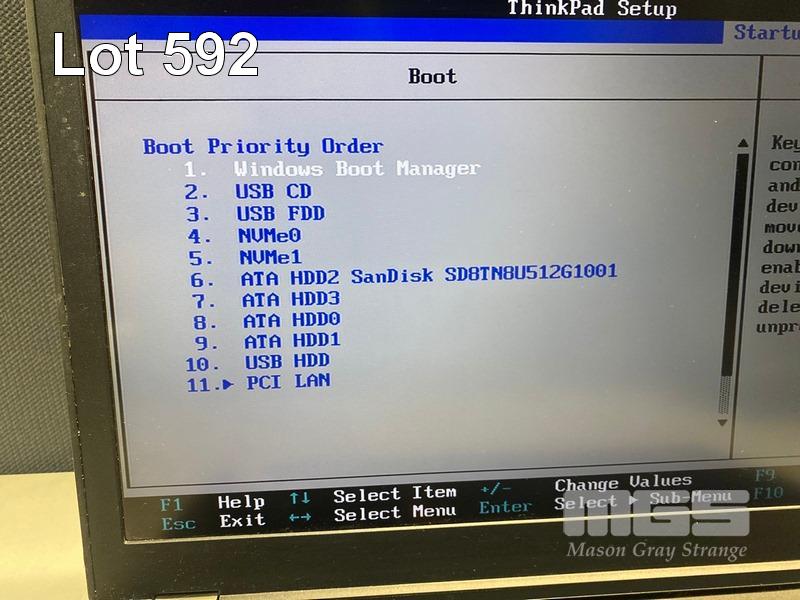 ThinkPad Setup
Lot 592
Boot
Boot Priority Order
1. Windows Boot Manager
2. USB CD
3. USB FDD
4. NVMe0
5. NVMe1
6. ATA HDD2 SanDisk SD8TN8U512G1001
7. ATA HDD3
8. ATA HDD0
9. ATA HDD1
10. USB HDD
11.▶ PCI LAN
and
F1 Help ↑↓ Select Item +/- Change Values F9
Esc Exit ←→ Select Menu Enter Select ▶ Sub-Menu F10
MGS
Mason Gray Strange